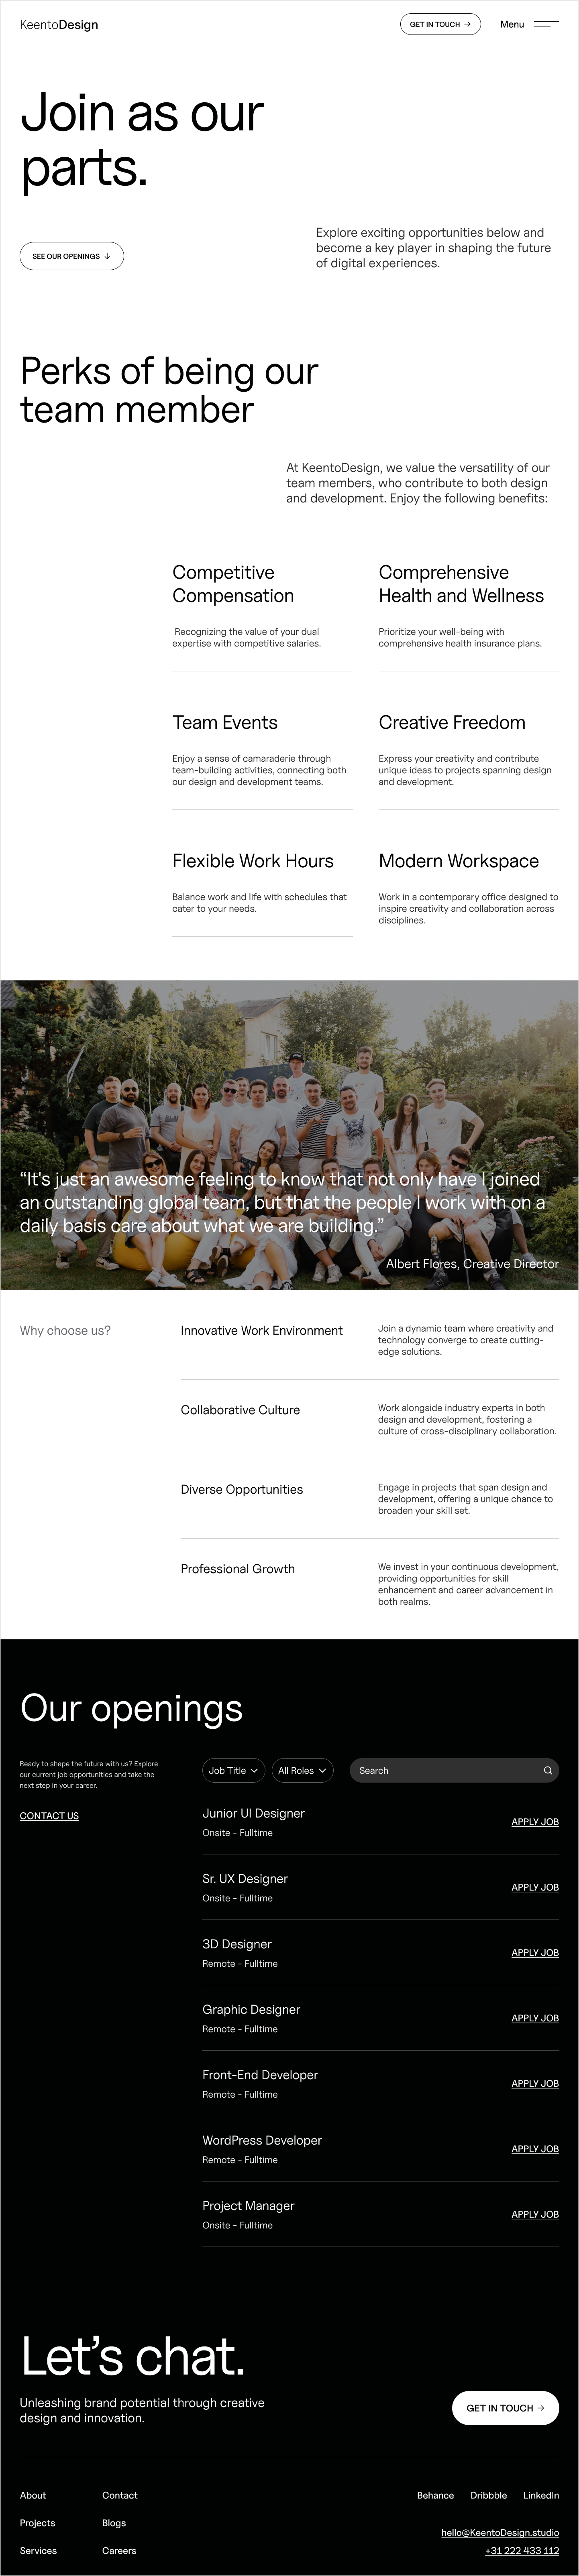 KeentoDesign
GET IN TOUCH →
Menu
Join as our
parts.
SEE OUR OPENINGS ↓
Explore exciting opportunities below and
become a key player in shaping the future
of digital experiences.
Perks of being our
team member
At KeentoDesign, we value the versatility of our
team members, who contribute to both design
and development. Enjoy the following benefits:
Competitive
Compensation
Recognizing the value of your dual
expertise with competitive salaries.
Comprehensive
Health and Wellness
Prioritize your well-being with
comprehensive health insurance plans.
Team Events
Enjoy a sense of camaraderie through
team-building activities, connecting both
our design and development teams.
Creative Freedom
Express your creativity and contribute
unique ideas to projects spanning design
and development.
Flexible Work Hours
Balance work and life with schedules that
cater to your needs.
Modern Workspace
Work in a contemporary office designed to
inspire creativity and collaboration across
disciplines.
“It's just an awesome feeling to know that not only have I joined
an outstanding global team, but that the people I work with on a
daily basis care about what we are building.”
Albert Flores, Creative Director
Why choose us?
Innovative Work Environment
Join a dynamic team where creativity and
technology converge to create cutting-
edge solutions.
Collaborative Culture
Work alongside industry experts in both
design and development, fostering a
culture of cross-disciplinary collaboration.
Diverse Opportunities
Engage in projects that span design and
development, offering a unique chance to
broaden your skill set.
Professional Growth
We invest in your continuous development,
providing opportunities for skill
enhancement and career advancement in
both realms.
Our openings
Ready to shape the future with us? Explore
our current job opportunities and take the
next step in your career.
CONTACT US
Job Title
All Roles
Search
Junior UI Designer
Onsite - Fulltime
APPLY JOB
Sr. UX Designer
Onsite - Fulltime
APPLY JOB
3D Designer
Remote - Fulltime
APPLY JOB
Graphic Designer
Remote - Fulltime
APPLY JOB
Front-End Developer
Remote - Fulltime
APPLY JOB
WordPress Developer
Remote - Fulltime
APPLY JOB
Project Manager
Onsite - Fulltime
APPLY JOB
Let’s chat.
Unleashing brand potential through creative
design and innovation.
GET IN TOUCH →
About
Contact
Behance
Dribbble
LinkedIn
Projects
Blogs
hello@KeentoDesign.studio
Services
Careers
+31 222 433 112